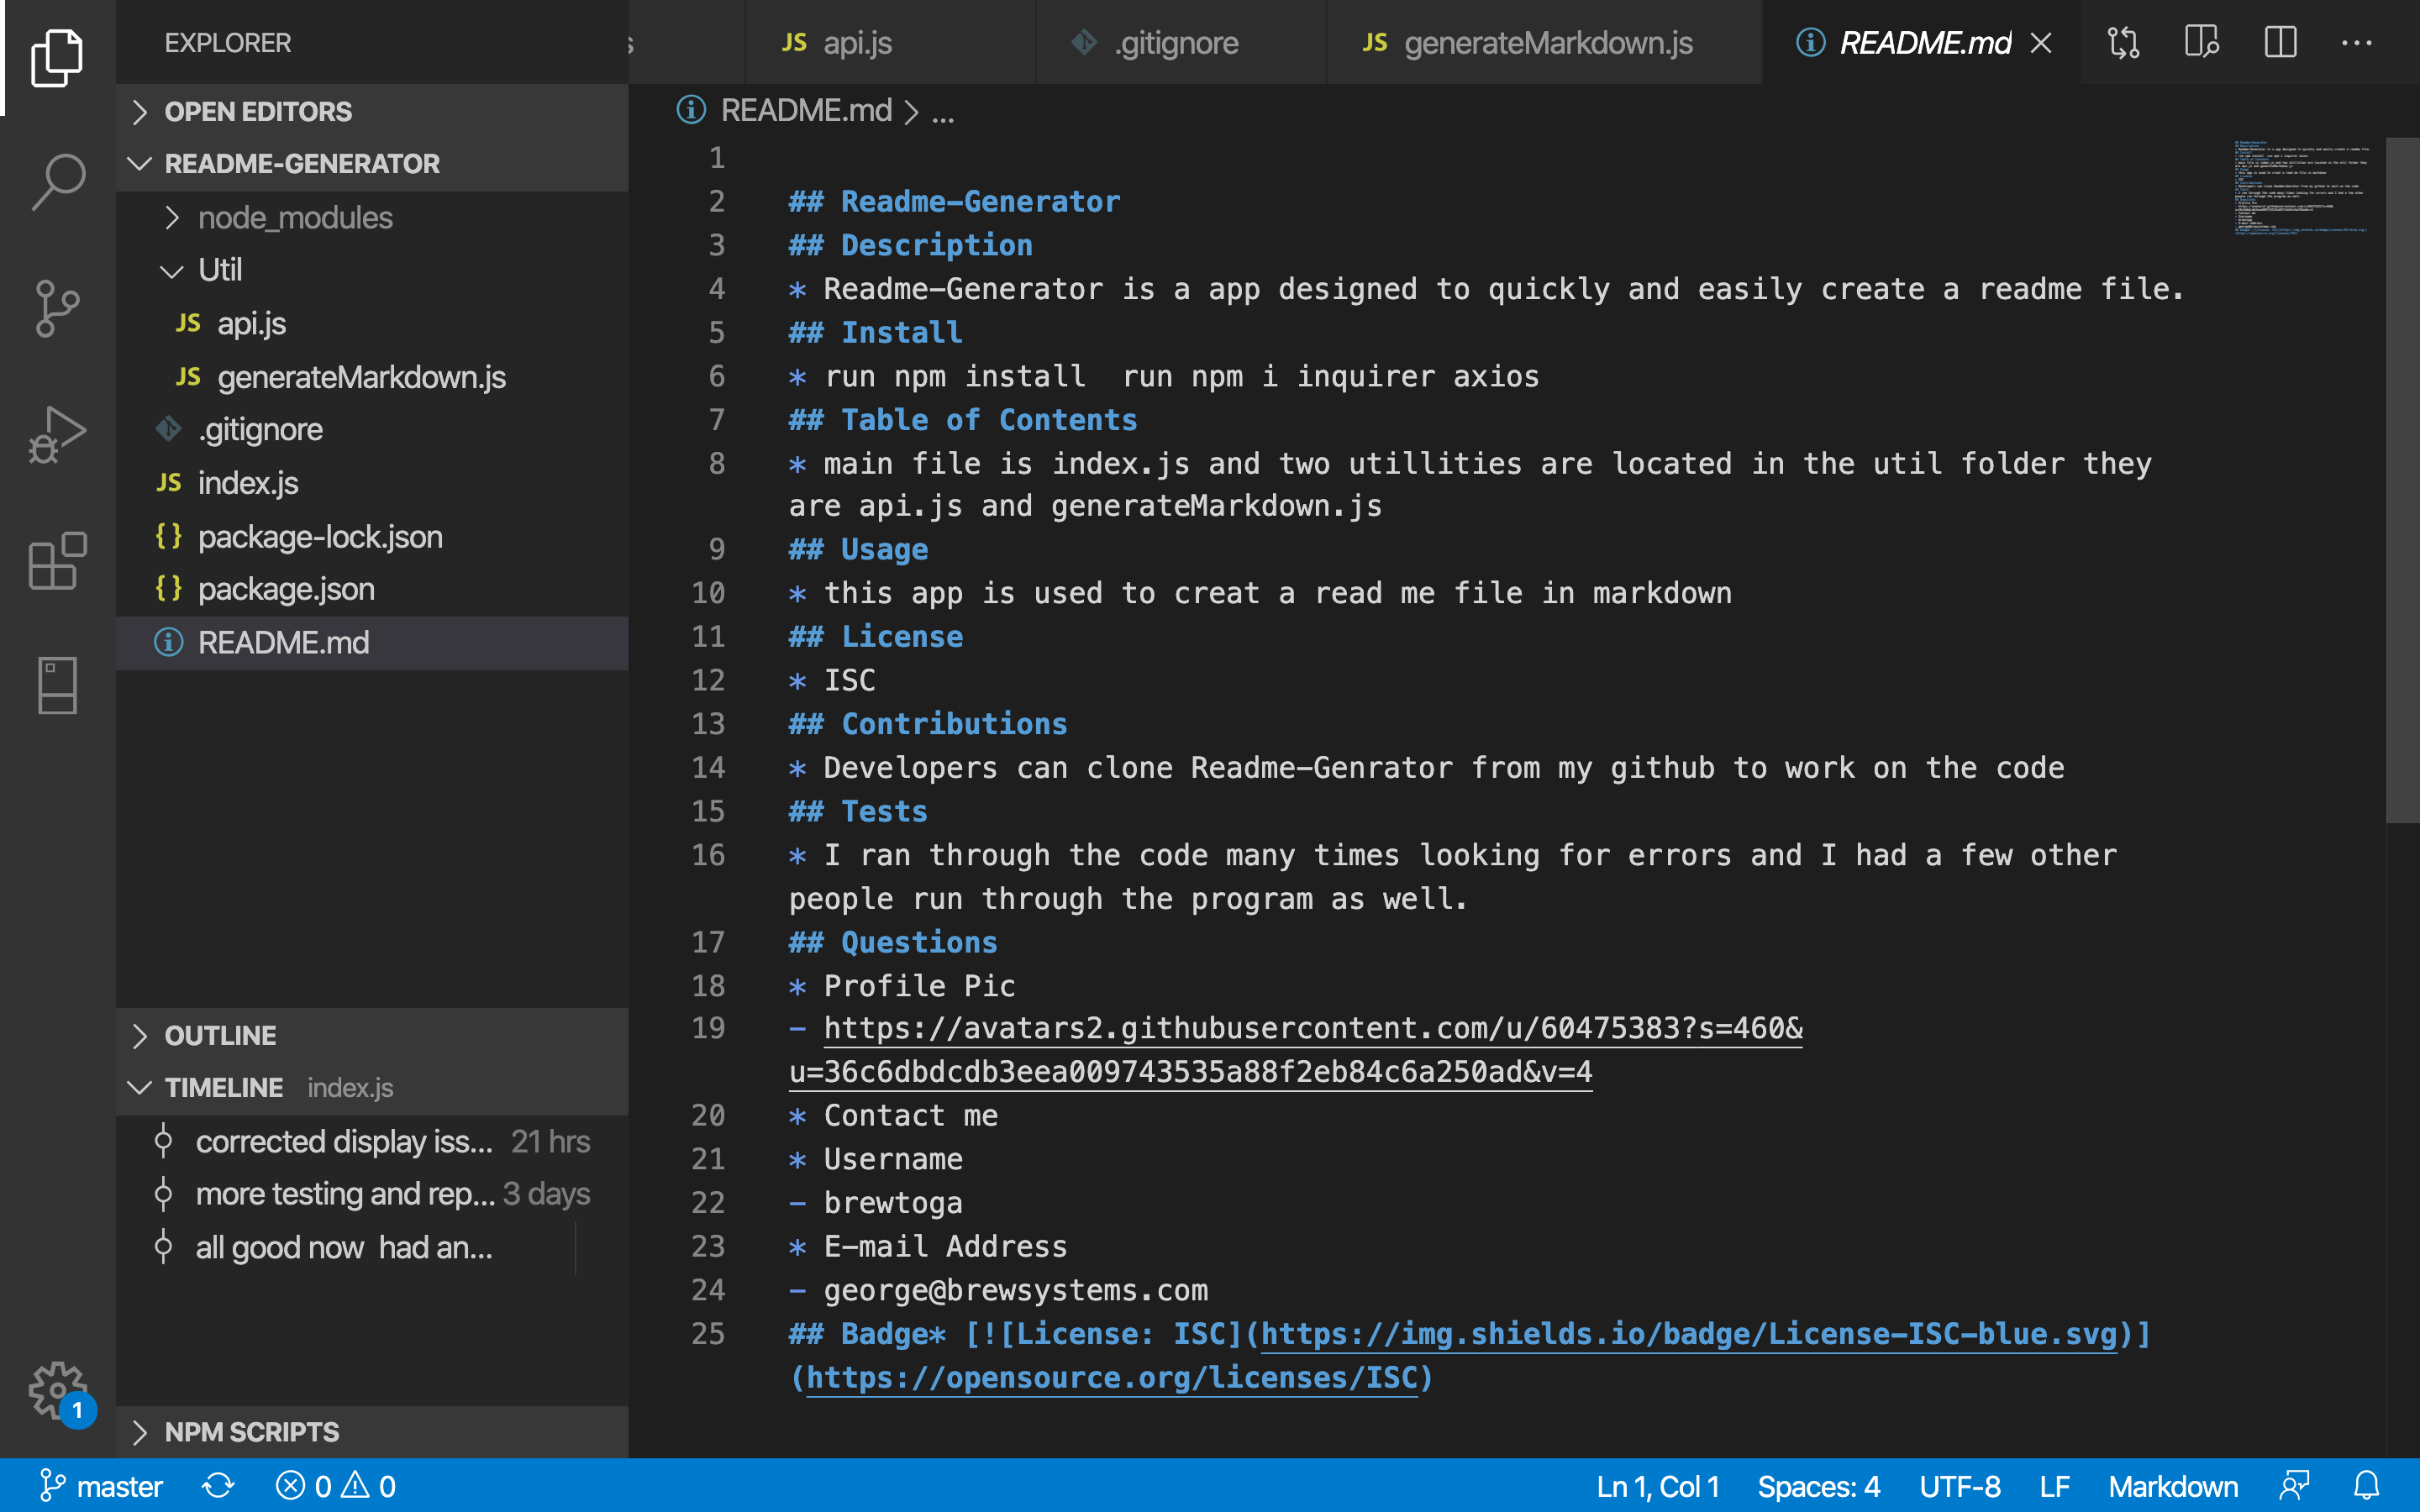 EXPLORER
OPEN EDITORS
README-GENERATOR
node_modules
Util
JS api.js
JS generateMarkdown.js
.gitignore
JS index.js
{} package-lock.json
{} package.json
README.md
OUTLINE
TIMELINE index.js
corrected display iss... 21 hrs
more testing and rep... 3 days
all good now  had an...
NPM SCRIPTS
JS api.js
.gitignore
JS generateMarkdown.js
README.md
README.md > ...
1
2 ## Readme-Generator
3 ## Description
4 * Readme-Generator is a app designed to quickly and easily create a readme file.
5 ## Install
6 * run npm install  run npm i inquirer axios
7 ## Table of Contents
8 * main file is index.js and two utillities are located in the util folder they
are api.js and generateMarkdown.js
9 ## Usage
10 * this app is used to creat a read me file in markdown
11 ## License
12 * ISC
13 ## Contributions
14 * Developers can clone Readme-Genrator from my github to work on the code
15 ## Tests
16 * I ran through the code many times looking for errors and I had a few other
people run through the program as well.
17 ## Questions
18 * Profile Pic
19 - https://avatars2.githubusercontent.com/u/60475383?s=460&
u=36c6dbdcdb3eea009743535a88f2eb84c6a250ad&v=4
20 * Contact me
21 * Username
22 - brewtoga
23 * E-mail Address
24 - george@brewsystems.com
25 ## Badge* [![License: ISC](https://img.shields.io/badge/License-ISC-blue.svg)]
(https://opensource.org/licenses/ISC)
1
master
0 0
Ln 1, Col 1
Spaces: 4
UTF-8
LF
Markdown